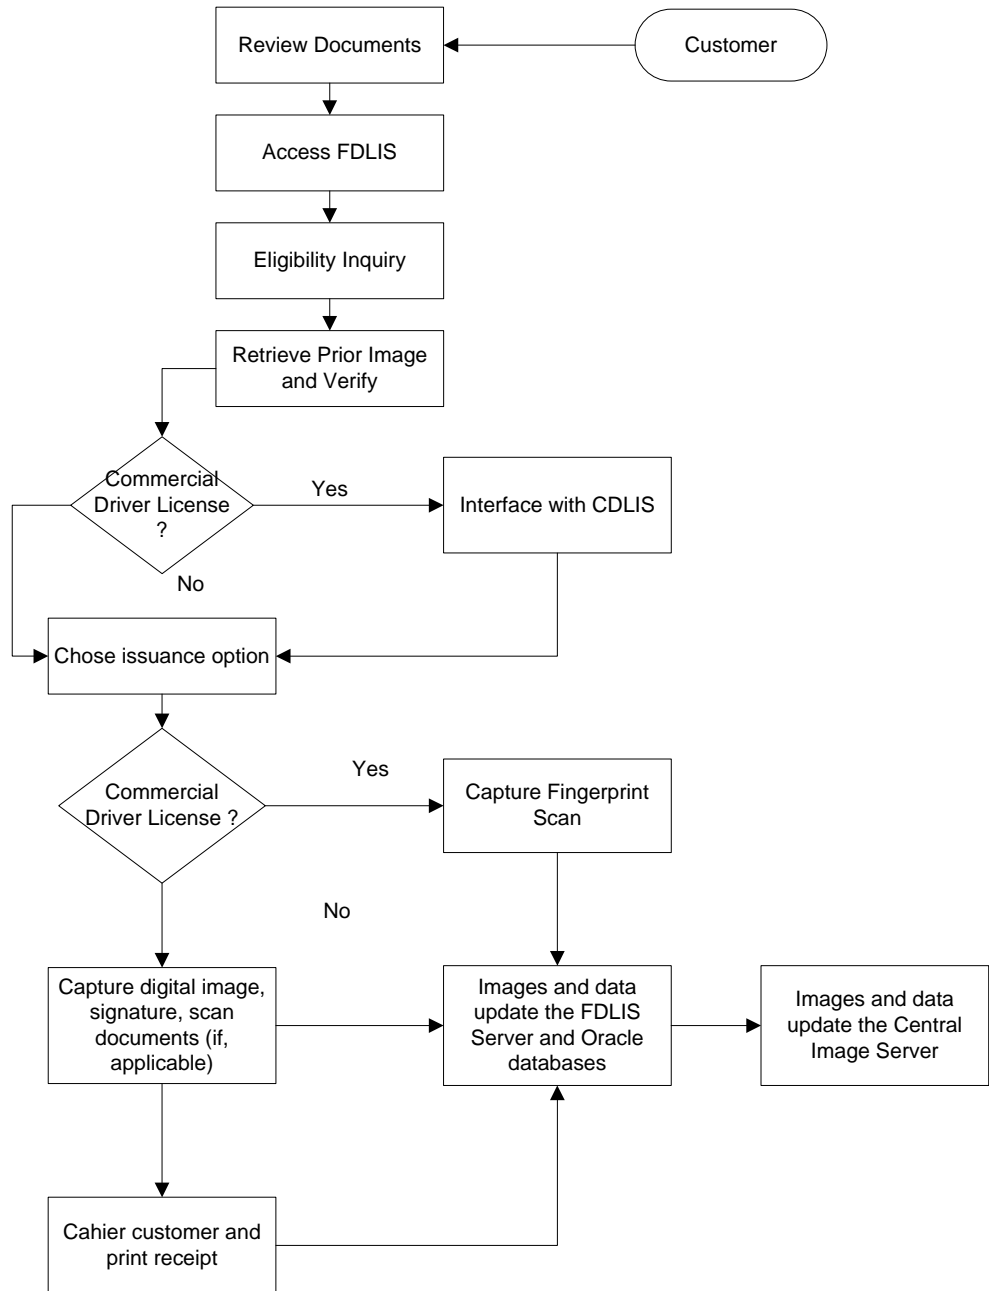 Review Documents
Customer
Access FDLIS
Eligibility Inquiry
Retrieve Prior Image
and Verify
Commercial
Driver License
?
Yes
Interface with CDLIS
No
Chose issuance option
Commercial
Driver License ?
Yes
Capture Fingerprint
Scan
No
Capture digital image,
signature, scan
documents (if,
applicable)
Images and data
update the FDLIS
Server and Oracle
databases
Images and data
update the Central
Image Server
Cahier customer and
print receipt